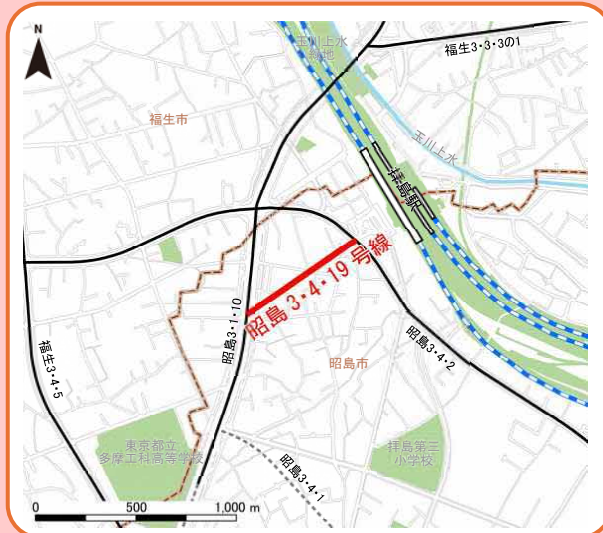 N
玉川上水
緑地
福生3・3・3の1
福生市
玉川上水
拝島駅
昭島 3・4・19 号線
昭島3・1・10
昭島3・4・2
福生3・4・5
昭島市
東京都立
多摩工科高等学校
拝島第三
小学校
昭島3・4・1
0 500 1,000 m